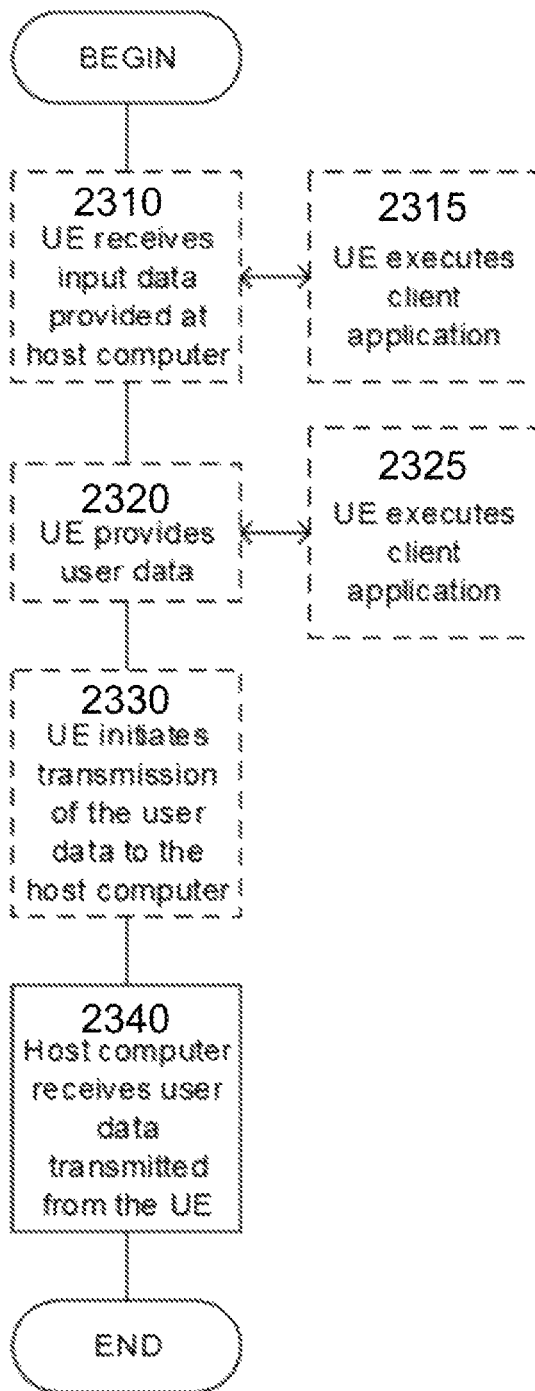 BEGIN
2310
UE receives
input data
provided at
host computer
2315
UE executes
client
application
2320
UE provides
user data
2325
UE executes
client
application
2330
UE initiates
transmission
of the user
data to the
host computer
2340
Host computer
receives user
data
transmitted
from the UE
END